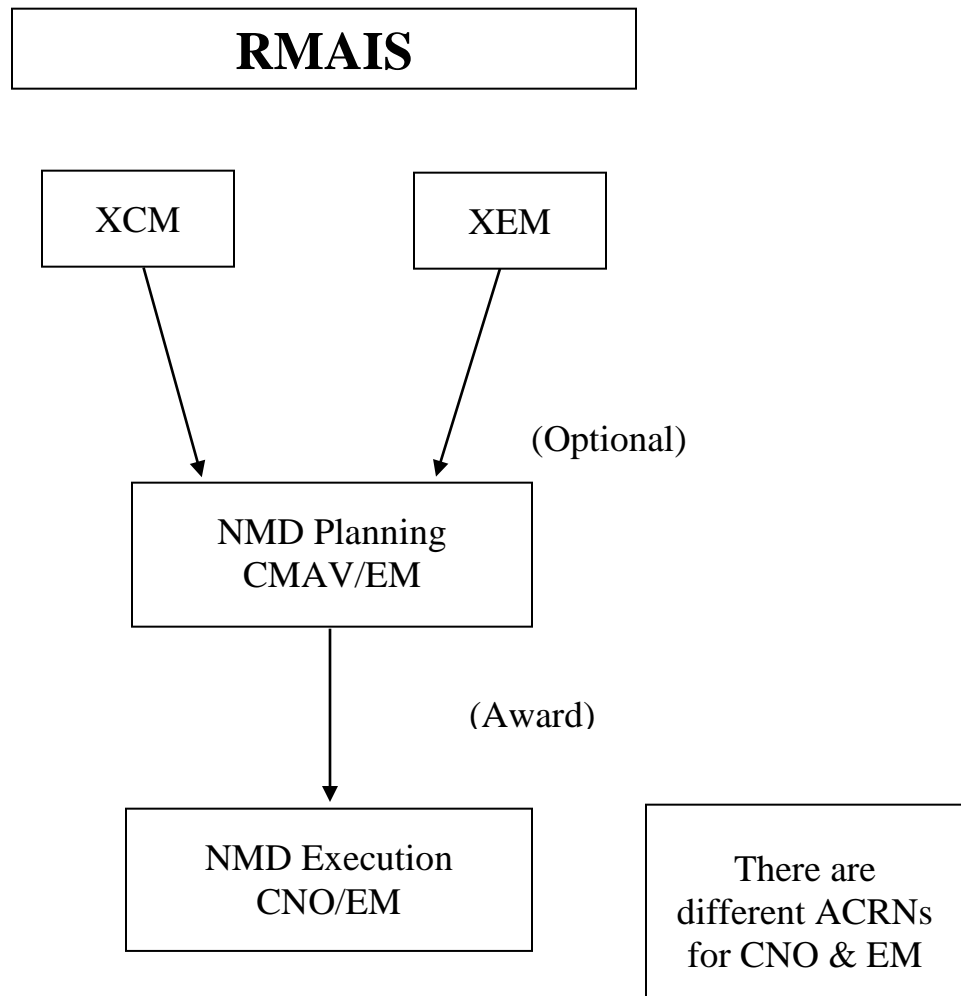 RMAIS
XCM
XEM
(Optional)
NMD Planning
CMAV/EM
(Award)
NMD Execution
CNO/EM
There are
different ACRNs
for CNO & EM